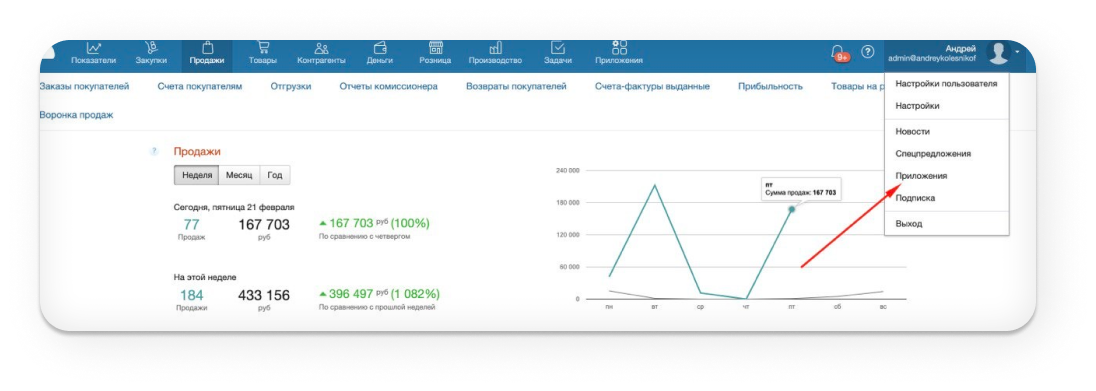 Показатели Закупки Продажи Товары Контрагенты Деньги Розница Производство Задачи Приложения
9+
?
Андрей
admin@andreykolesnikof
Заказы покупателей Счета покупателям Отгрузки Отчеты комиссионера Возвраты покупателей Счета-фактуры выданные Прибыльность Товары на р
Воронка продаж
Настройки пользователя
Настройки
Новости
Спецпредложения
Приложения
Подписка
Выход
? Продажи
Неделя Месяц Год
Сегодня, пятница 21 февраля
77 167 703 167 703 руб (100%)
Продаж руб По сравнению с четвергом
На этой неделе
184 433 156 396 497 руб (1 082%)
Продажи руб По сравнению с прошлой неделей
240 000
180 000
120 000
60 000
0
пт
Сумма продаж: 167 703
пн вт ср чт пт сб вс